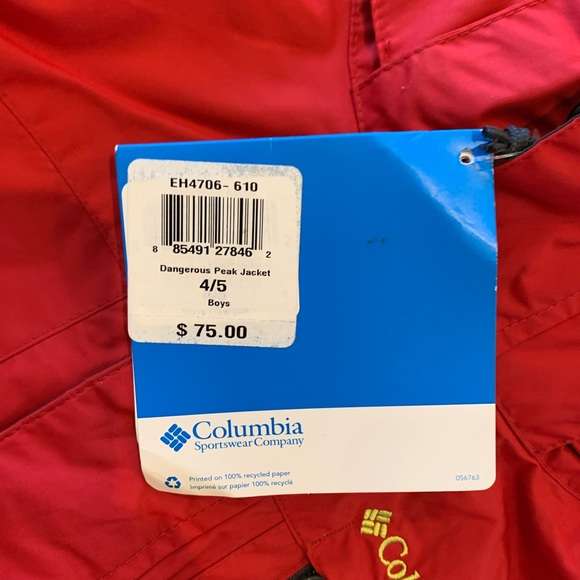 EH4706-610
8 85491 27846 2
Dangerous Peak Jacket
4/5
Boys
$ 75.00
Columbia
Sportswear Company
Printed on 100% recycled paper
Imprimé sur papier 100% recyclé
056763
Col